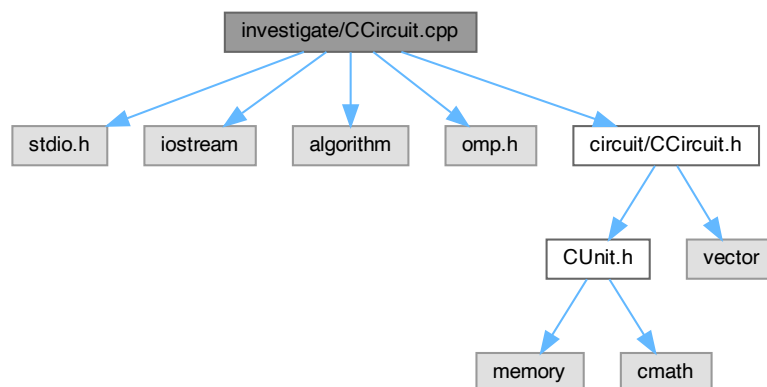 investigate/CCircuit.cpp
stdio.h
iostream
algorithm
omp.h
circuit/CCircuit.h
CUnit.h
vector
memory
cmath